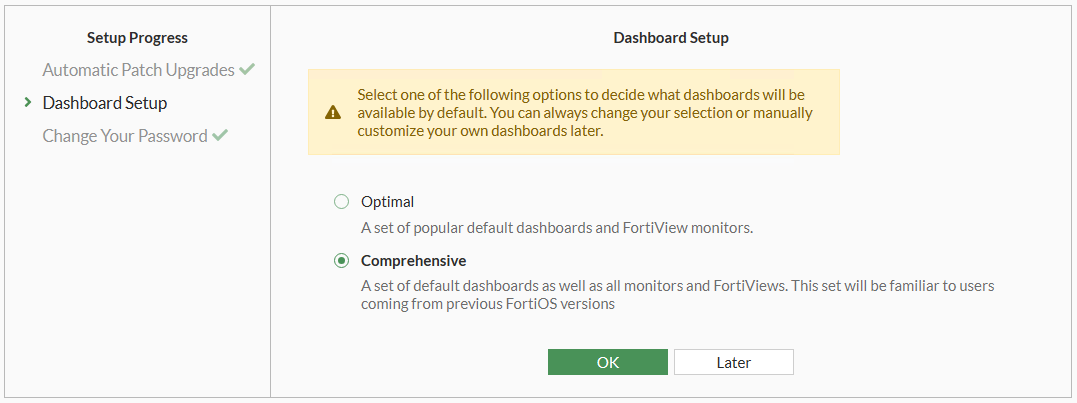 Setup Progress
Automatic Patch Upgrades
Dashboard Setup
Change Your Password
Dashboard Setup
Select one of the following options to decide what dashboards will be
available by default. You can always change your selection or manually
customize your own dashboards later.
Optimal
A set of popular default dashboards and FortiView monitors.
Comprehensive
A set of default dashboards as well as all monitors and FortiViews. This set will be familiar to users
coming from previous FortiOS versions
OK
Later